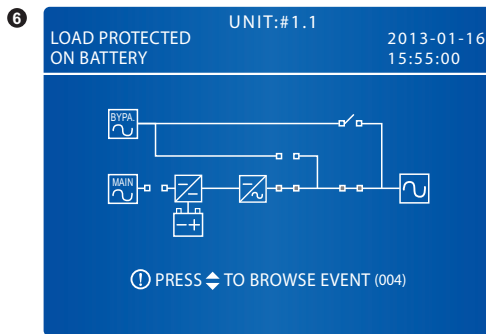 6
UNIT:#1.1
LOAD PROTECTED
ON BATTERY
2013-01-16
15:55:00
BYPA.
MAIN
PRESS TO BROWSE EVENT (004)